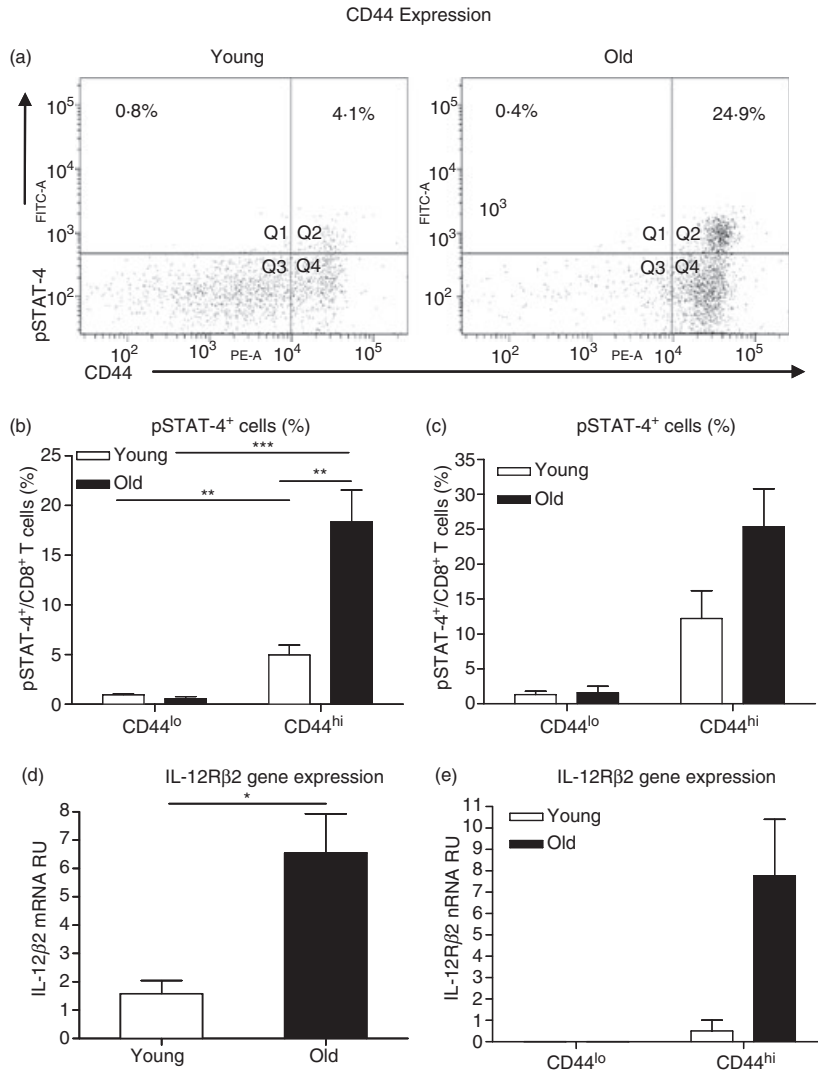 CD44 Expression
(a)
Young
Old
0·8%
4·1%
0·4%
24·9%
10⁵
10⁴
10³
10²
FITC-A
pSTAT-4
Q1 Q2
Q3 Q4
10² 10³ 10⁴ 10⁵
PE-A
10⁵
10⁴
10³
10³
10²
FITC-A
Q1 Q2
Q3 Q4
10² 10³ 10⁴ 10⁵
PE-A
CD44
(b)
pSTAT-4⁺ cells (%)
pSTAT-4⁺/CD8⁺ T cells (%)
25
20
15
10
5
0
Young
Old
***
**
**
CD44ˡᵒ
CD44ʰⁱ
(c)
pSTAT-4⁺ cells (%)
pSTAT-4⁺/CD8⁺ T cells (%)
35
30
25
20
15
10
5
0
Young
Old
CD44ˡᵒ
CD44ʰⁱ
(d)
IL-12Rβ2 gene expression
IL-12β2 mRNA RU
8
7
6
5
4
3
2
1
0
*
Young
Old
(e)
IL-12Rβ2 gene expression
IL-12Rβ2 nRNA RU
11
10
9
8
7
6
5
4
3
2
1
0
Young
Old
CD44ˡᵒ
CD44ʰⁱ